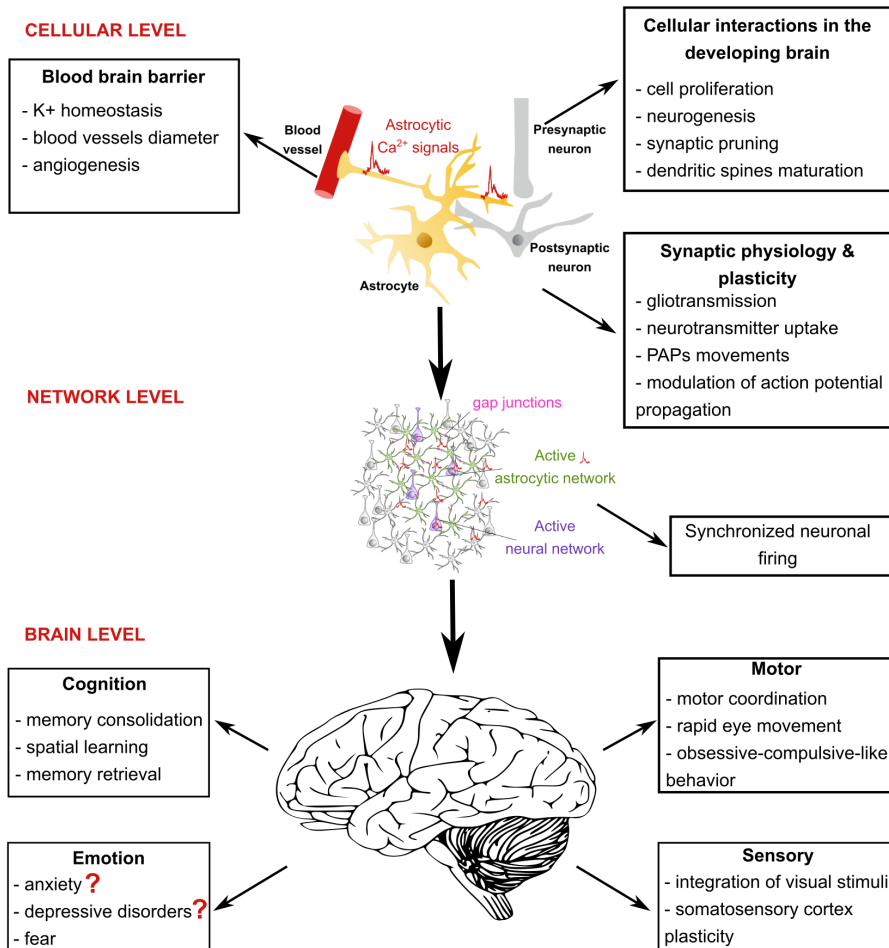 CELLULAR LEVEL
Blood brain barrier
- K+ homeostasis
- blood vessels diameter
- angiogenesis
Blood
vessel
Astrocytic
Ca²⁺ signals
Presynaptic
neuron
Postsynaptic
neuron
Astrocyte
Cellular interactions in the
developing brain
- cell proliferation
- neurogenesis
- synaptic pruning
- dendritic spines maturation
Synaptic physiology &
plasticity
- gliotransmission
- neurotransmitter uptake
- PAPs movements
- modulation of action potential
propagation
NETWORK LEVEL
gap junctions
Active
astrocytic network
Active
neural network
Synchronized neuronal
firing
BRAIN LEVEL
Cognition
- memory consolidation
- spatial learning
- memory retrieval
Motor
- motor coordination
- rapid eye movement
- obsessive-compulsive-like
behavior
Emotion
- anxiety ?
- depressive disorders ?
- fear
Sensory
- integration of visual stimuli
- somatosensory cortex
plasticity